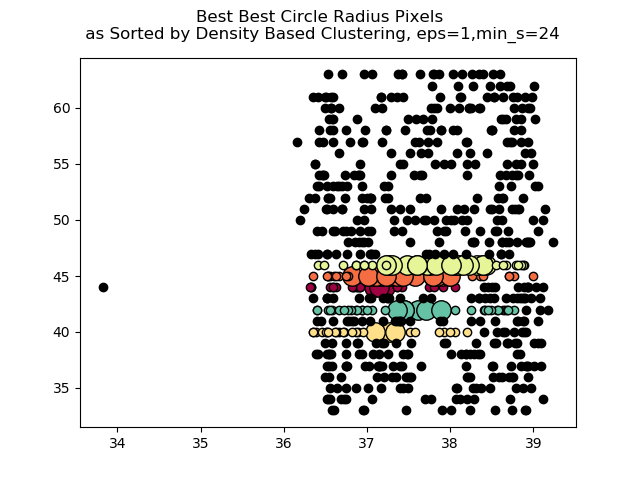 Best Best Circle Radius Pixels
as Sorted by Density Based Clustering, eps=1,min_s=24
60
55
50
45
40
35
34 35 36 37 38 39